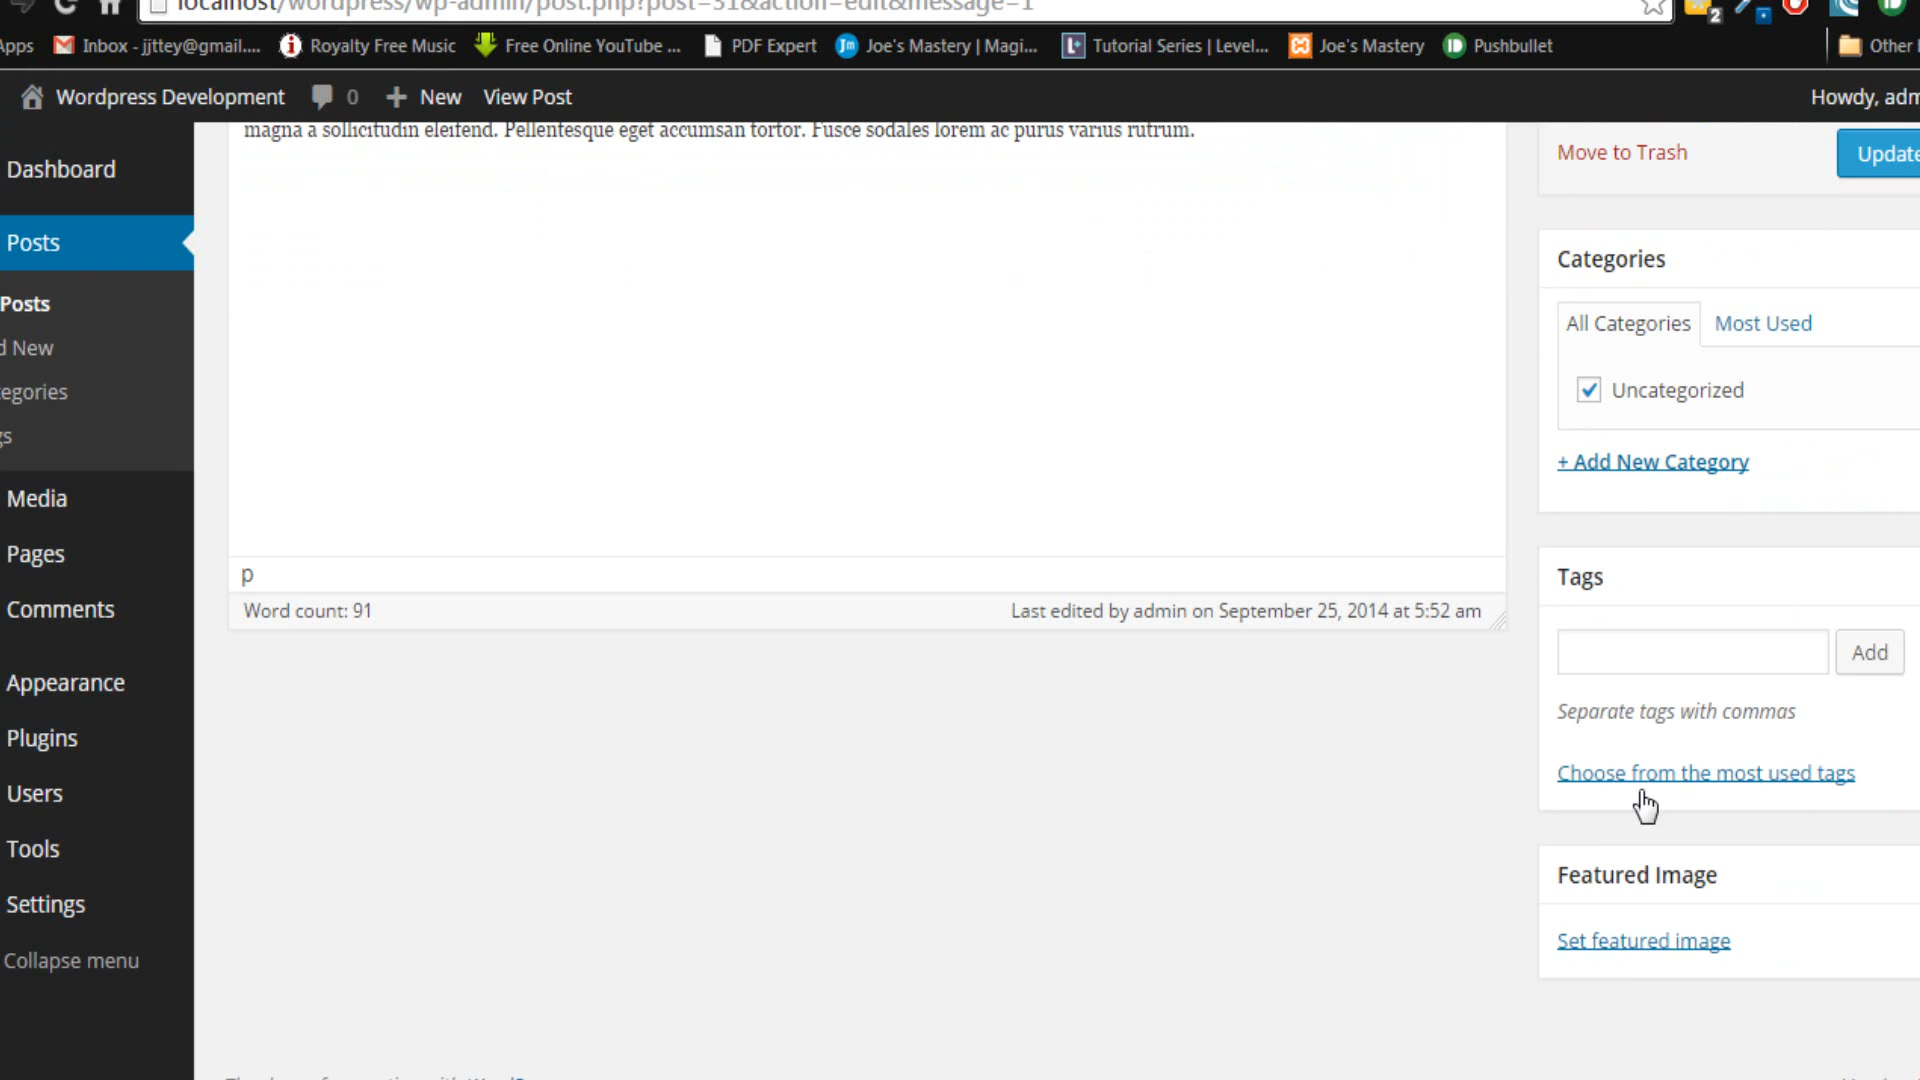 localhost/wordpress/wp-admin/post.php?post=31&action=edit&message=1
2
Apps Inbox - jjttey@gmail.... Royalty Free Music Free Online YouTube ... PDF Expert Joe's Mastery | Magi... Tutorial Series | Level... Joe's Mastery Pushbullet Other
Wordpress Development 0 + New View Post Howdy, adm
magna a sollicitudin eleifend. Pellentesque eget accumsan tortor. Fusce sodales lorem ac purus varius rutrum.
Dashboard
Posts
Posts
d New
tegories
gs
Media
Pages
Comments
Appearance
Plugins
Users
Tools
Settings
Collapse menu
p
Word count: 91 Last edited by admin on September 25, 2014 at 5:52 am
Move to Trash Update
Categories
All Categories Most Used
Uncategorized
+ Add New Category
Tags
Add
Separate tags with commas
Choose from the most used tags
Featured Image
Set featured image